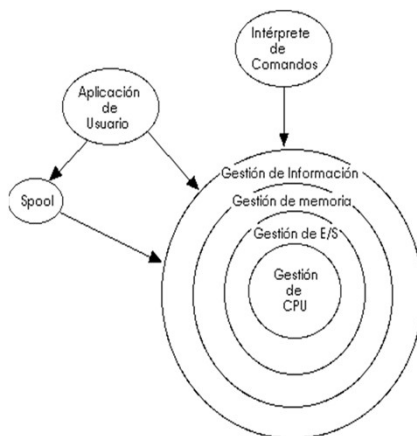 Intérprete
de
Comandos
Aplicación
de
Usuario
Spool
Gestión de Información
Gestión de memoria
Gestión de E/S
Gestión
de
CPU